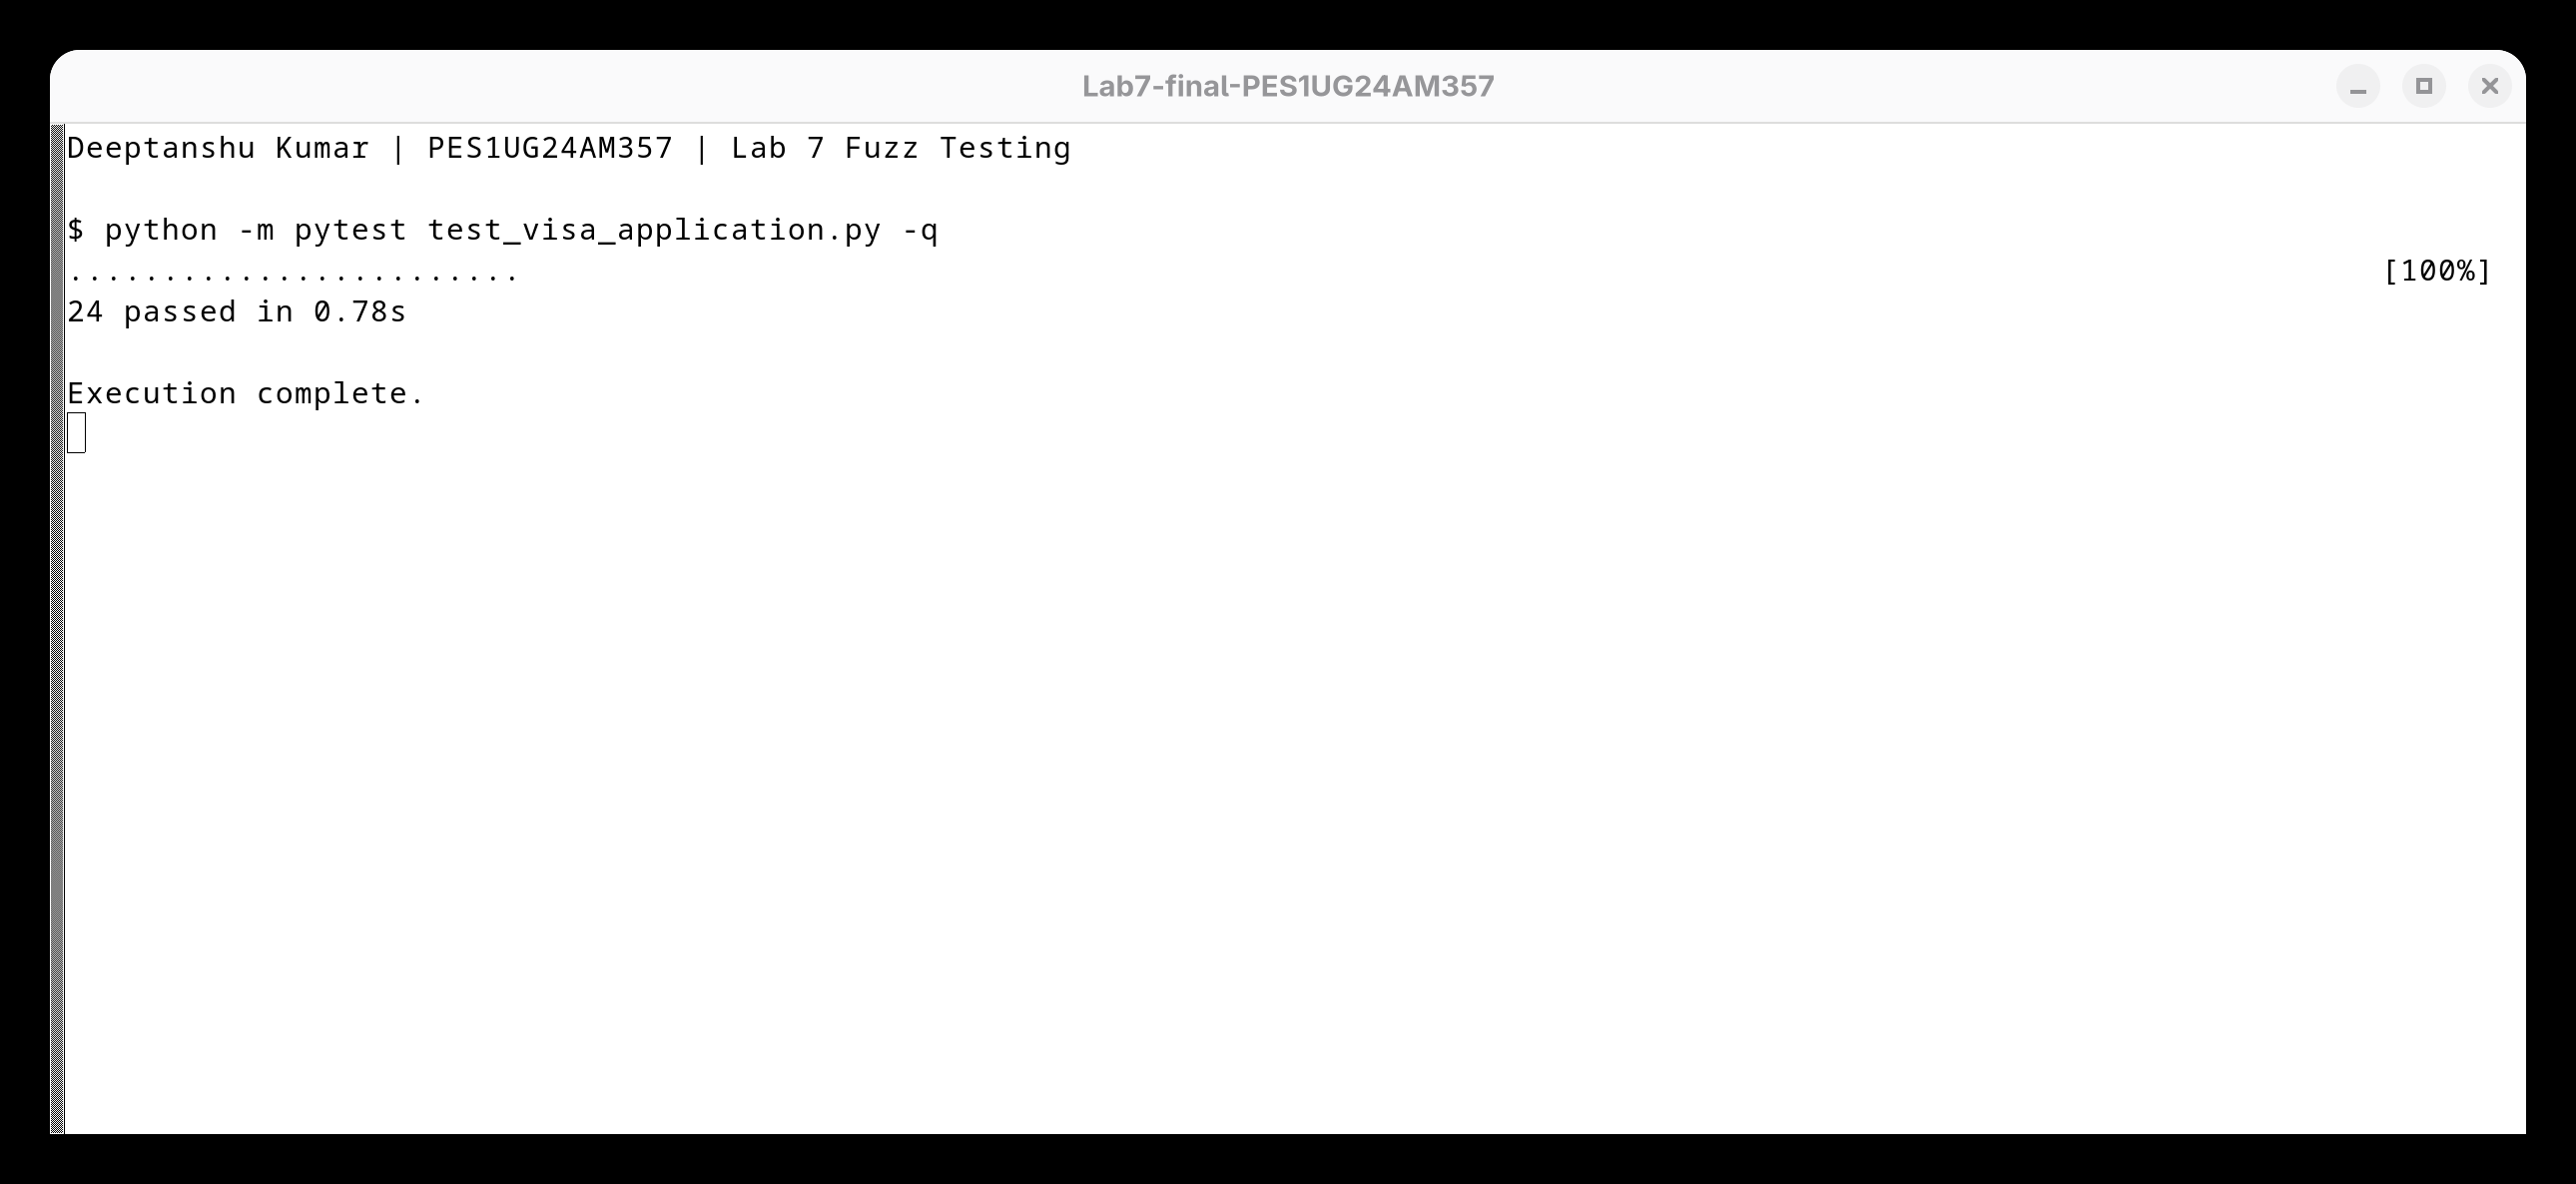 Lab7-final-PES1UG24AM357
Deeptanshu Kumar | PES1UG24AM357 | Lab 7 Fuzz Testing
$ python -m pytest test_visa_application.py -q
........................ [100%]
24 passed in 0.78s
Execution complete.